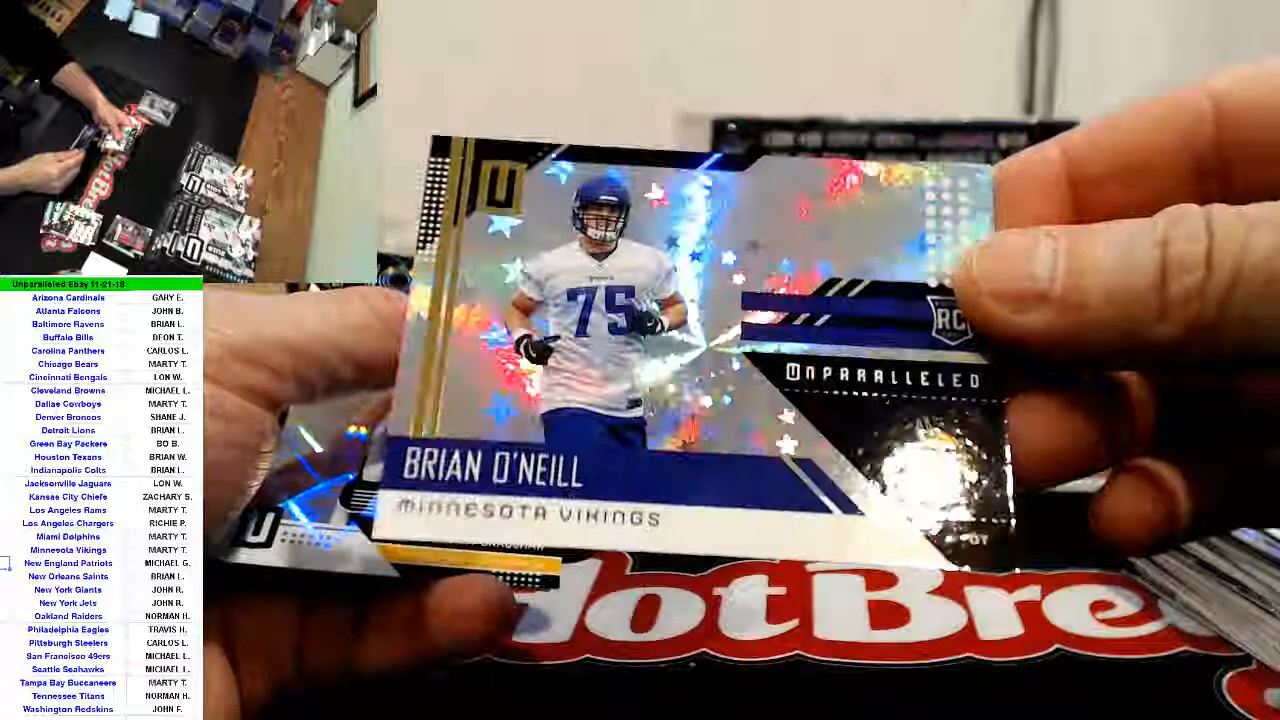 Unparalleled Ebay 11-21-18
Arizona Cardinals GARY E.
Atlanta Falcons JOHN B.
Baltimore Ravens BRIAN L.
Buffalo Bills DEON T.
Carolina Panthers CARLOS L.
Chicago Bears MARTY T.
Cincinnati Bengals LON W.
Cleveland Browns MICHAEL L.
Dallas Cowboys MARTY T.
Denver Broncos SHANE J.
Detroit Lions BRIAN L.
Green Bay Packers BO B.
Houston Texans BRIAN W.
Indianapolis Colts BRIAN L.
Jacksonville Jaguars LON W.
Kansas City Chiefs ZACHARY S.
Los Angeles Rams MARTY T.
Los Angeles Chargers RICHIE P.
Miami Dolphins MARTY T.
Minnesota Vikings MARTY T.
New England Patriots MICHAEL G.
New Orleans Saints BRIAN L.
New York Giants JOHN R.
New York Jets JOHN R.
Oakland Raiders NORMAN H.
Philadelphia Eagles TRAVIS H.
Pittsburgh Steelers CARLOS L.
San Francisco 49ers MICHAEL L.
Seattle Seahawks MICHAEL L.
Tampa Bay Buccaneers MARTY T.
Tennessee Titans NORMAN H.
Washington Redskins JOHN F.
U
75
RC
UNPARALLELED
BRIAN O'NEILL
MINNESOTA VIKINGS
OT
U
HotBre